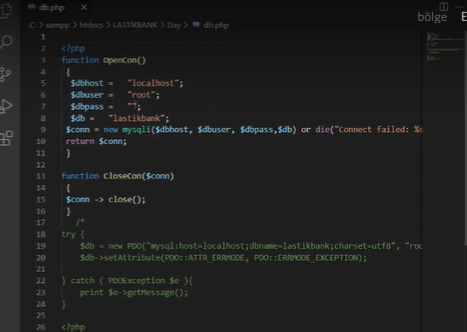 db.php
bölge E
C: > xampp > htdocs > LASTİKBANK > Day > db.php
1
2 <?php
3 function OpenCon()
4 {
5 $dbhost = "localhost";
6 $dbuser = "root";
7 $dbpass = "";
8 $db = "lastikbank";
9 $conn = new mysqli($dbhost, $dbuser, $dbpass,$db) or die("Connect failed: %s
10 return $conn;
11 }
12
13 function CloseCon($conn)
14 {
15 $conn -> close();
16 }
17 /*
18 try {
19 $db = new PDO("mysql:host=localhost;dbname=lastikbank;charset=utf8", "roo
20 $db->setAttribute(PDO::ATTR_ERRMODE, PDO::ERRMODE_EXCEPTION);
21
22 } catch ( PDOException $e ){
23 print $e->getMessage();
24 }
25
26 <?php